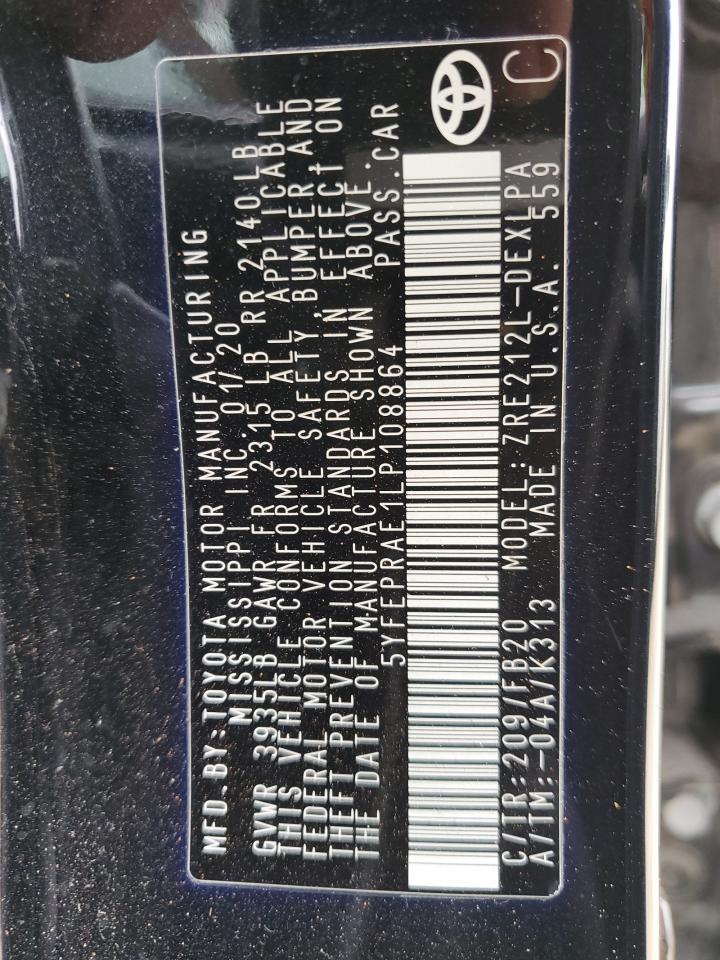 MFD.BY:TOYOTA MOTOR MANUFACTURING
MISSISSIPPI INC. 01/20
GVWR 3935LB GAWR FR 2315 LB RR 2140LB
THIS VEHICLE CONFORMS TO ALL APPLICABLE
FEDERAL MOTOR VEHICLE SAFETY, BUMPER AND
THEFT PREVENTION STANDARDS IN EFFECT ON
THE DATE OF MANUFACTURE SHOWN ABOVE.
5YFEPRAE1LP108864 PASS.CAR
C/TR:209/FB20 MODEL:ZRE212L-DEXLPA
A/TM:-04A/K313 MADE IN U.S.A. 559
C